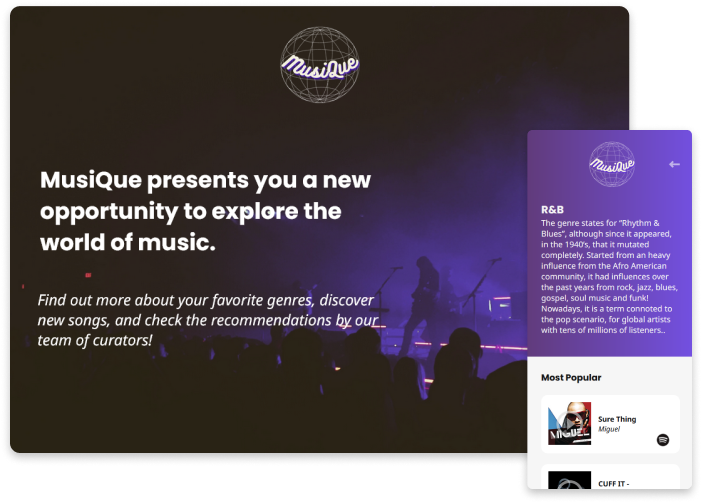 MusiQue
MusiQue presents you a new
opportunity to explore the
world of music.
Find out more about your favorite genres, discover
new songs, and check the recommendations by our
team of curators!
MusiQue
R&B
The genre states for "Rhythm &
Blues", although since it appeared,
in the 1940's, that it mutated
completely. Started from an heavy
influence from the Afro American
community, it had influences over
the past years from rock, jazz, blues,
gospel, soul music and funk!
Nowadays, it is a term connoted to
the pop scenario, for global artists
with tens of millions of listeners..
Most Popular
MIGUEL
Sure Thing
Miguel
CUFF IT -